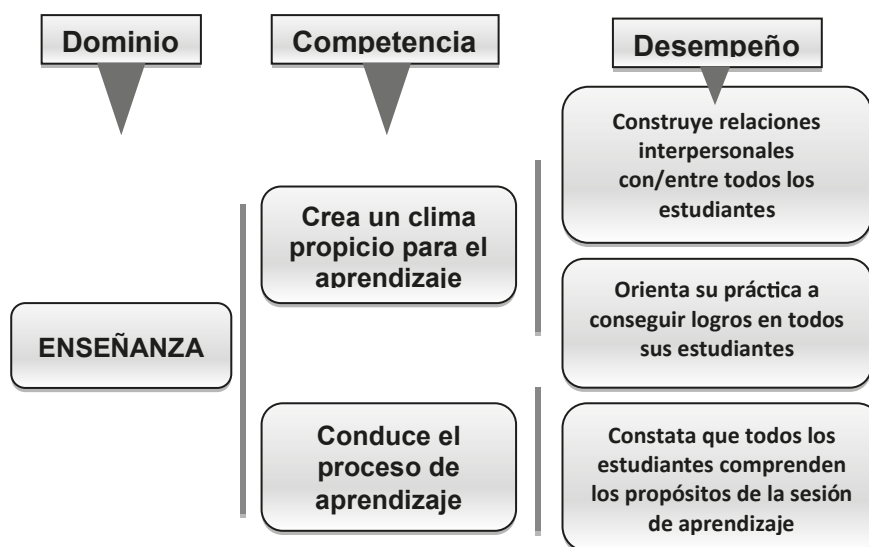 Dominio
Competencia
Desempeño
Construye relaciones
interpersonales
con/entre todos los
estudiantes
Crea un clima
propicio para el
aprendizaje
Orienta su práctica a
conseguir logros en todos
sus estudiantes
ENSEÑANZA
Conduce el
proceso de
aprendizaje
Constata que todos los
estudiantes comprenden
los propósitos de la sesión
de aprendizaje